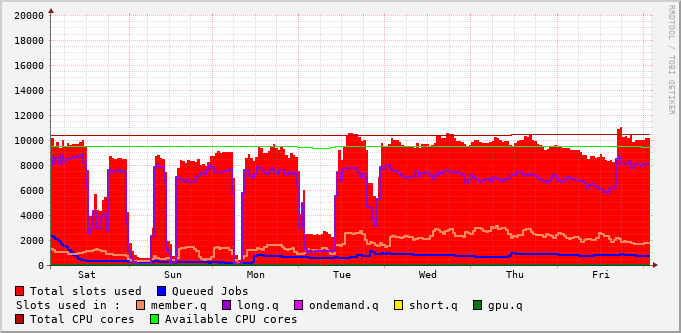 RRDTOOL / TOBI OETIKER
20000
18000
16000
14000
12000
10000
8000
6000
4000
2000
0
Sat Sun Mon Tue Wed Thu Fri
Total slots used Queued Jobs
Slots used in : member.q long.q ondemand.q short.q gpu.q
Total CPU cores Available CPU cores